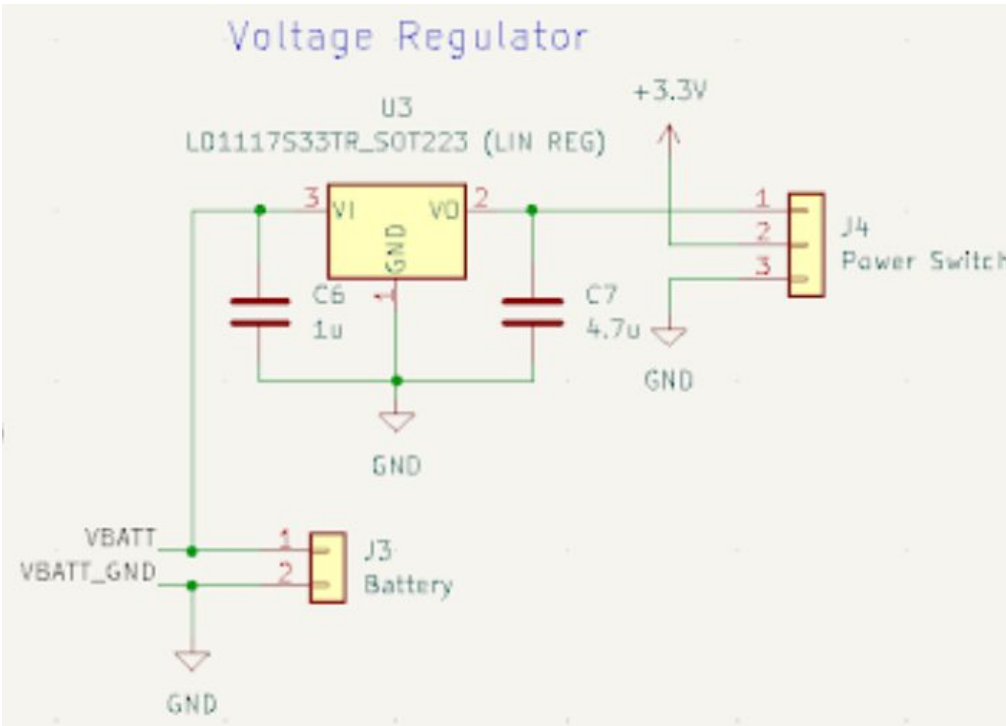 Voltage Regulator
U3
LD1117S33TR_SOT223 (LIN REG)
+3.3V
3
VI
VO
2
GND
1
C6
1u
C7
4.7u
1
2
3
J4
Power Switch
GND
GND
VBATT
VBATT_GND
1
2
J3
Battery
GND